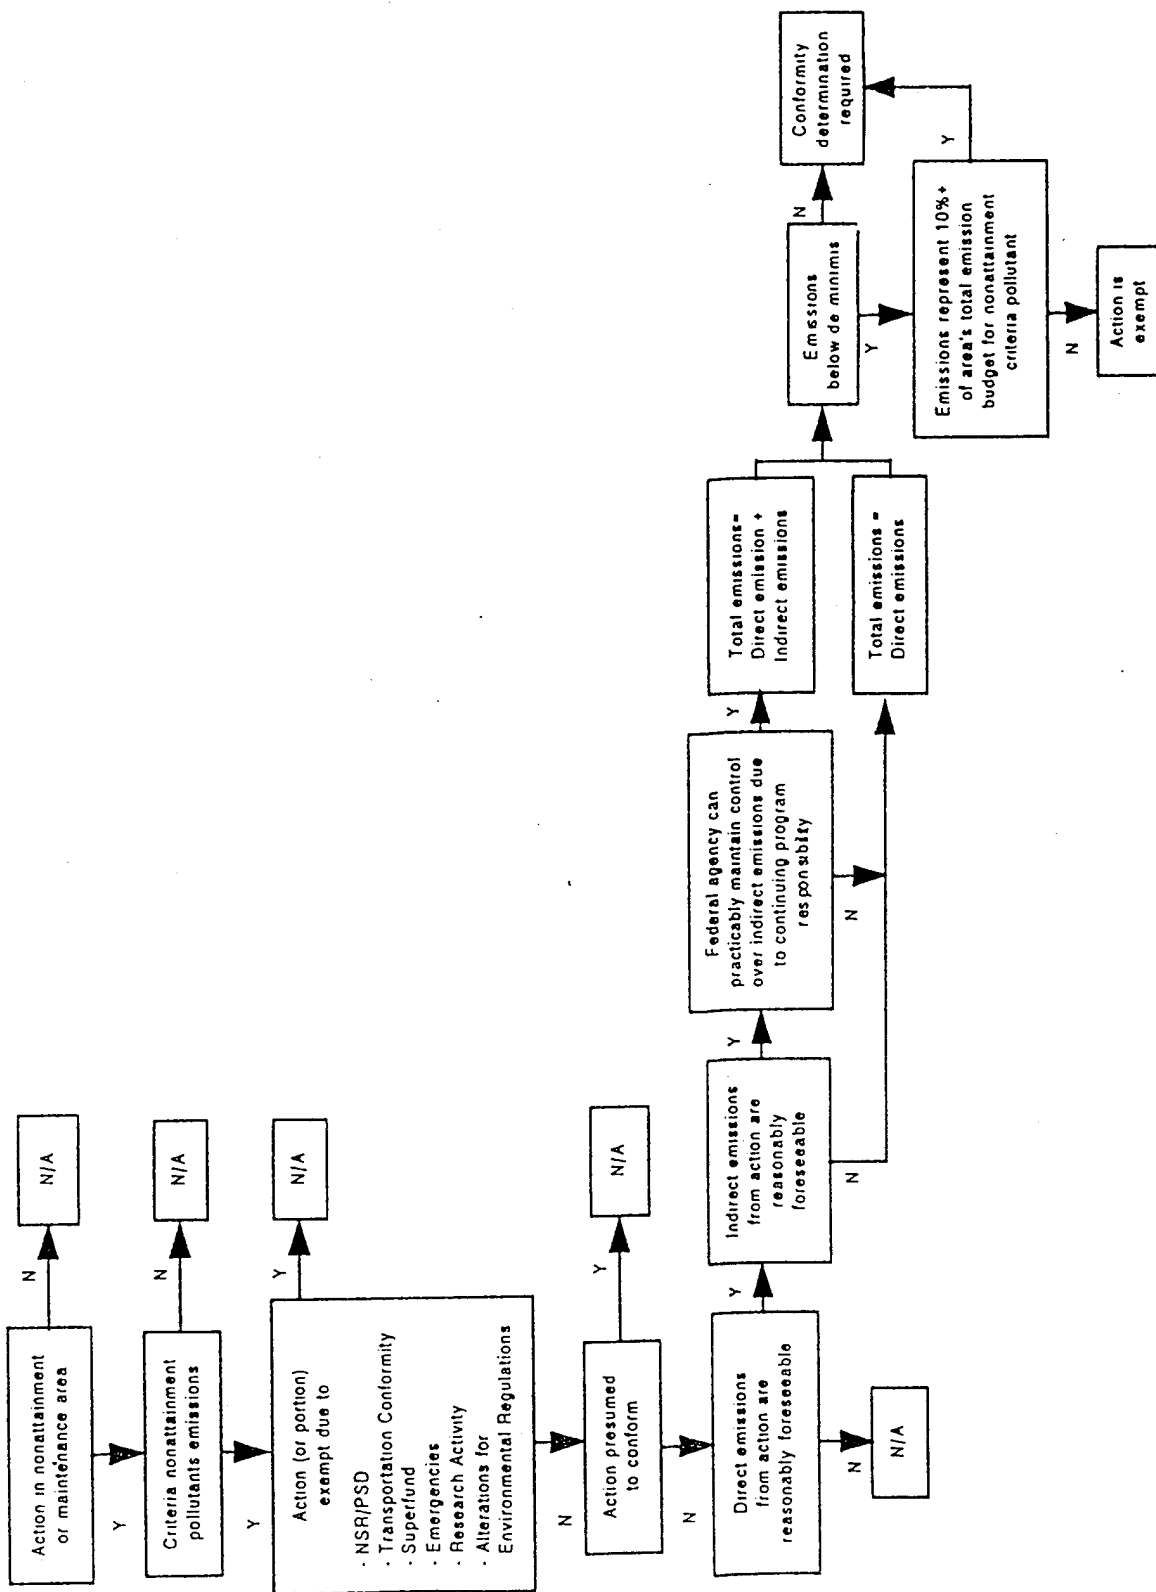 Action in nonattainment
or maintenance area
N
N/A
Y
Criteria nonattainment
pollutants emissions
N
N/A
Y
Action (or portion)
exempt due to
- NSR/PSD
- Transportation Conformity
- Superfund
- Emergencies
- Research Activity
- Alterations for
Environmental Regulations
Y
N/A
N
Action presumed
to conform
Y
N/A
N
Direct emissions
from action are
reasonably foreseeable
N
N/A
Y
Indirect emissions
from action are
reasonably
foreseeable
N
Y
Federal agency can
practicably maintain control
over indirect emissions due
to continuing program
responsibility
N
Y
Total emissions=
Direct emission +
Indirect emissions
Total emissions =
Direct emissions
Emissions
below de minimis
N
Conformity
determination
required
Y
Emissions represent 10%+
of area's total emission
budget for nonattainment
criteria pollutant
Y
N
Action is
exempt